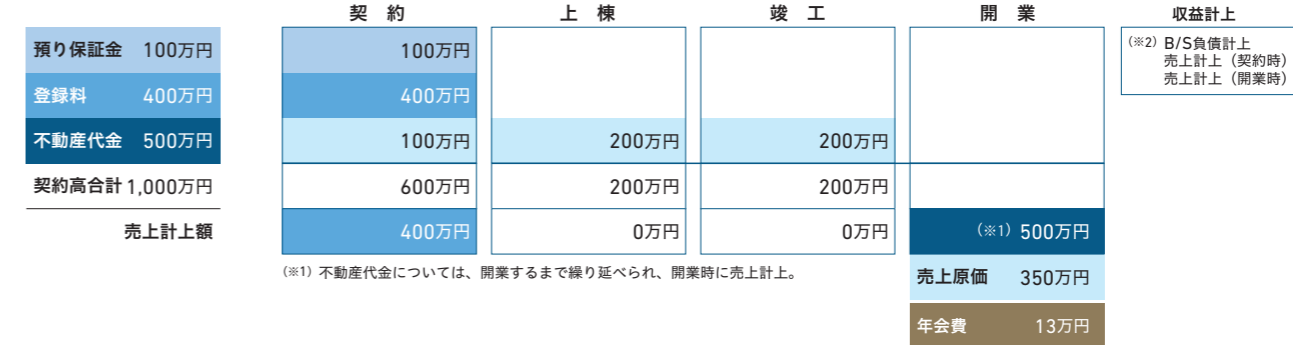 契約 上棟 竣工 開業 収益計上
預り保証金 100万円 100万円
(※2) B/S負債計上
売上計上（契約時）
売上計上（開業時）
登録料 400万円 400万円
不動産代金 500万円 100万円 200万円 200万円
契約高合計 1,000万円 600万円 200万円 200万円
売上計上額 400万円 0万円 0万円 (※1) 500万円
(※1) 不動産代金については、開業するまで繰り延べられ、開業時に売上計上。
売上原価 350万円
年会費 13万円